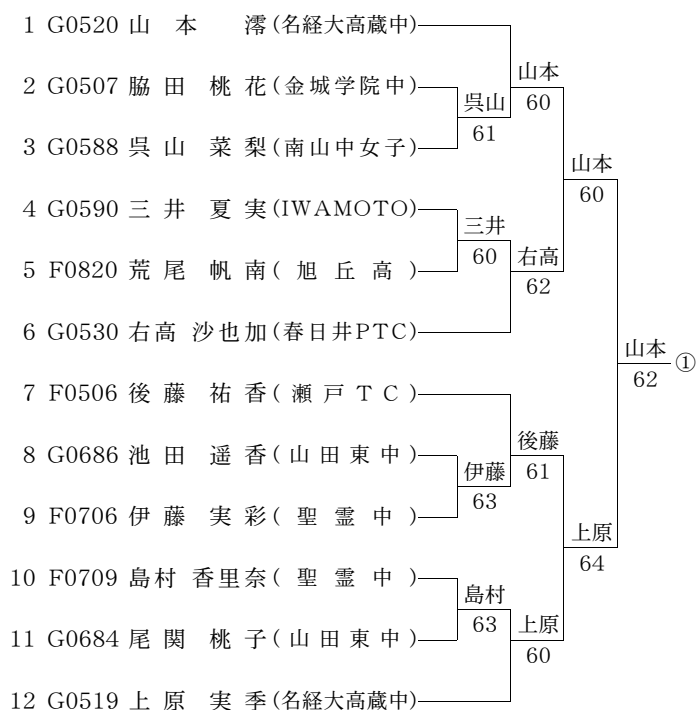 1 G0520 山本 澪 (名経大高蔵中)
山本
2 G0507 脇田 桃花 (金城学院中)
呉山
60
61
3 G0588 呉山 菜梨 (南山中女子)
山本
60
4 G0590 三井 夏実 (IWAMOTO)
三井
60
右高
5 F0820 荒尾 帆南 (旭丘高)
62
6 G0530 右高 沙也加 (春日井PTC)
山本
①
62
7 F0506 後藤 祐香 (瀬戸TC)
後藤
8 G0686 池田 遥香 (山田東中)
伊藤
61
63
9 F0706 伊藤 実彩 (聖霊中)
上原
64
10 F0709 島村 香里奈 (聖霊中)
島村
63
上原
11 G0684 尾関 桃子 (山田東中)
60
12 G0519 上原 実季 (名経大高蔵中)